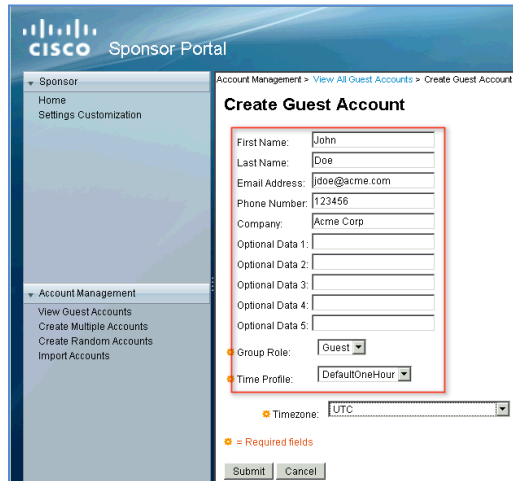 CISCO Sponsor Portal
Sponsor
Home
Settings Customization
Account Management
View Guest Accounts
Create Multiple Accounts
Create Random Accounts
Import Accounts
Account Management > View All Guest Accounts > Create Guest Account
Create Guest Account
First Name: John
Last Name: Doe
Email Address: jdoe@acme.com
Phone Number: 123456
Company: Acme Corp
Optional Data 1:
Optional Data 2:
Optional Data 3:
Optional Data 4:
Optional Data 5:
Group Role: Guest
Time Profile: DefaultOneHour
Timezone: UTC
= Required fields
Submit Cancel